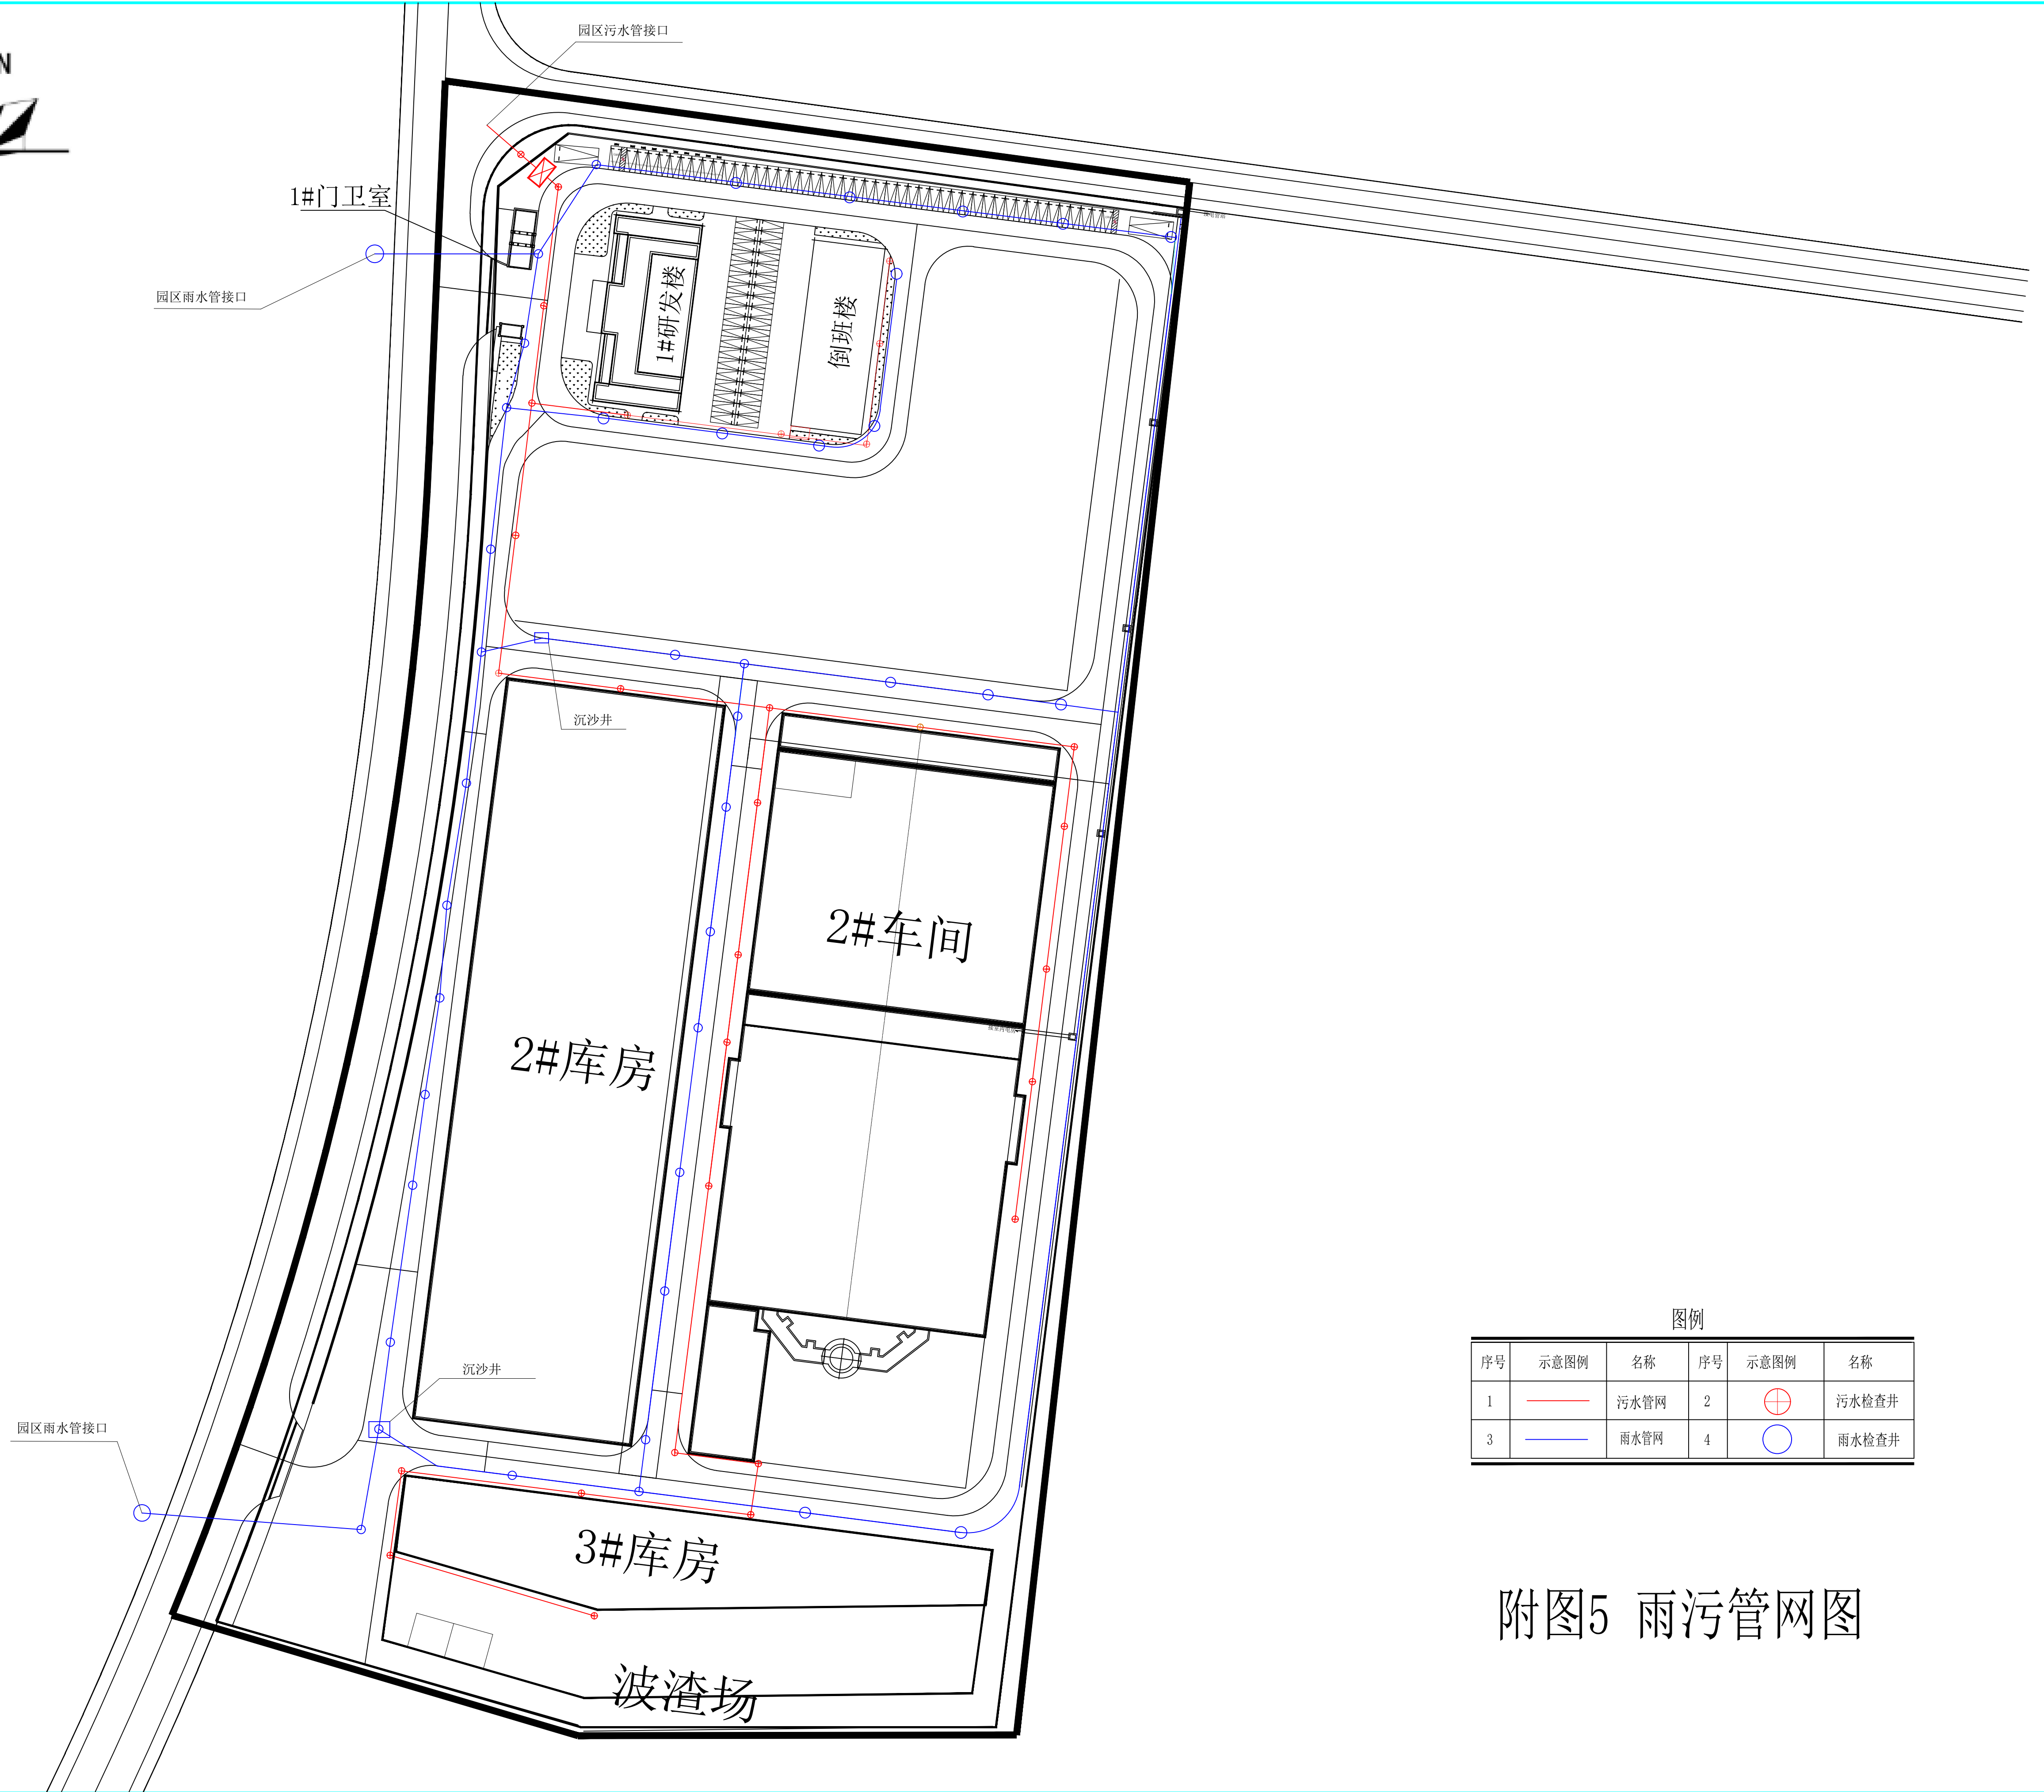 园区污水管接口
N
1#门卫室
园区雨水管接口
1#研发楼
倒班楼
沉沙井
2#车间
2#库房
沉沙井
园区雨水管接口
3#库房
波渣场
图例
序号 示意图例 名称 序号 示意图例 名称
1 污水管网 2 污水检查井
3 雨水管网 4 雨水检查井
附图5 雨污管网图